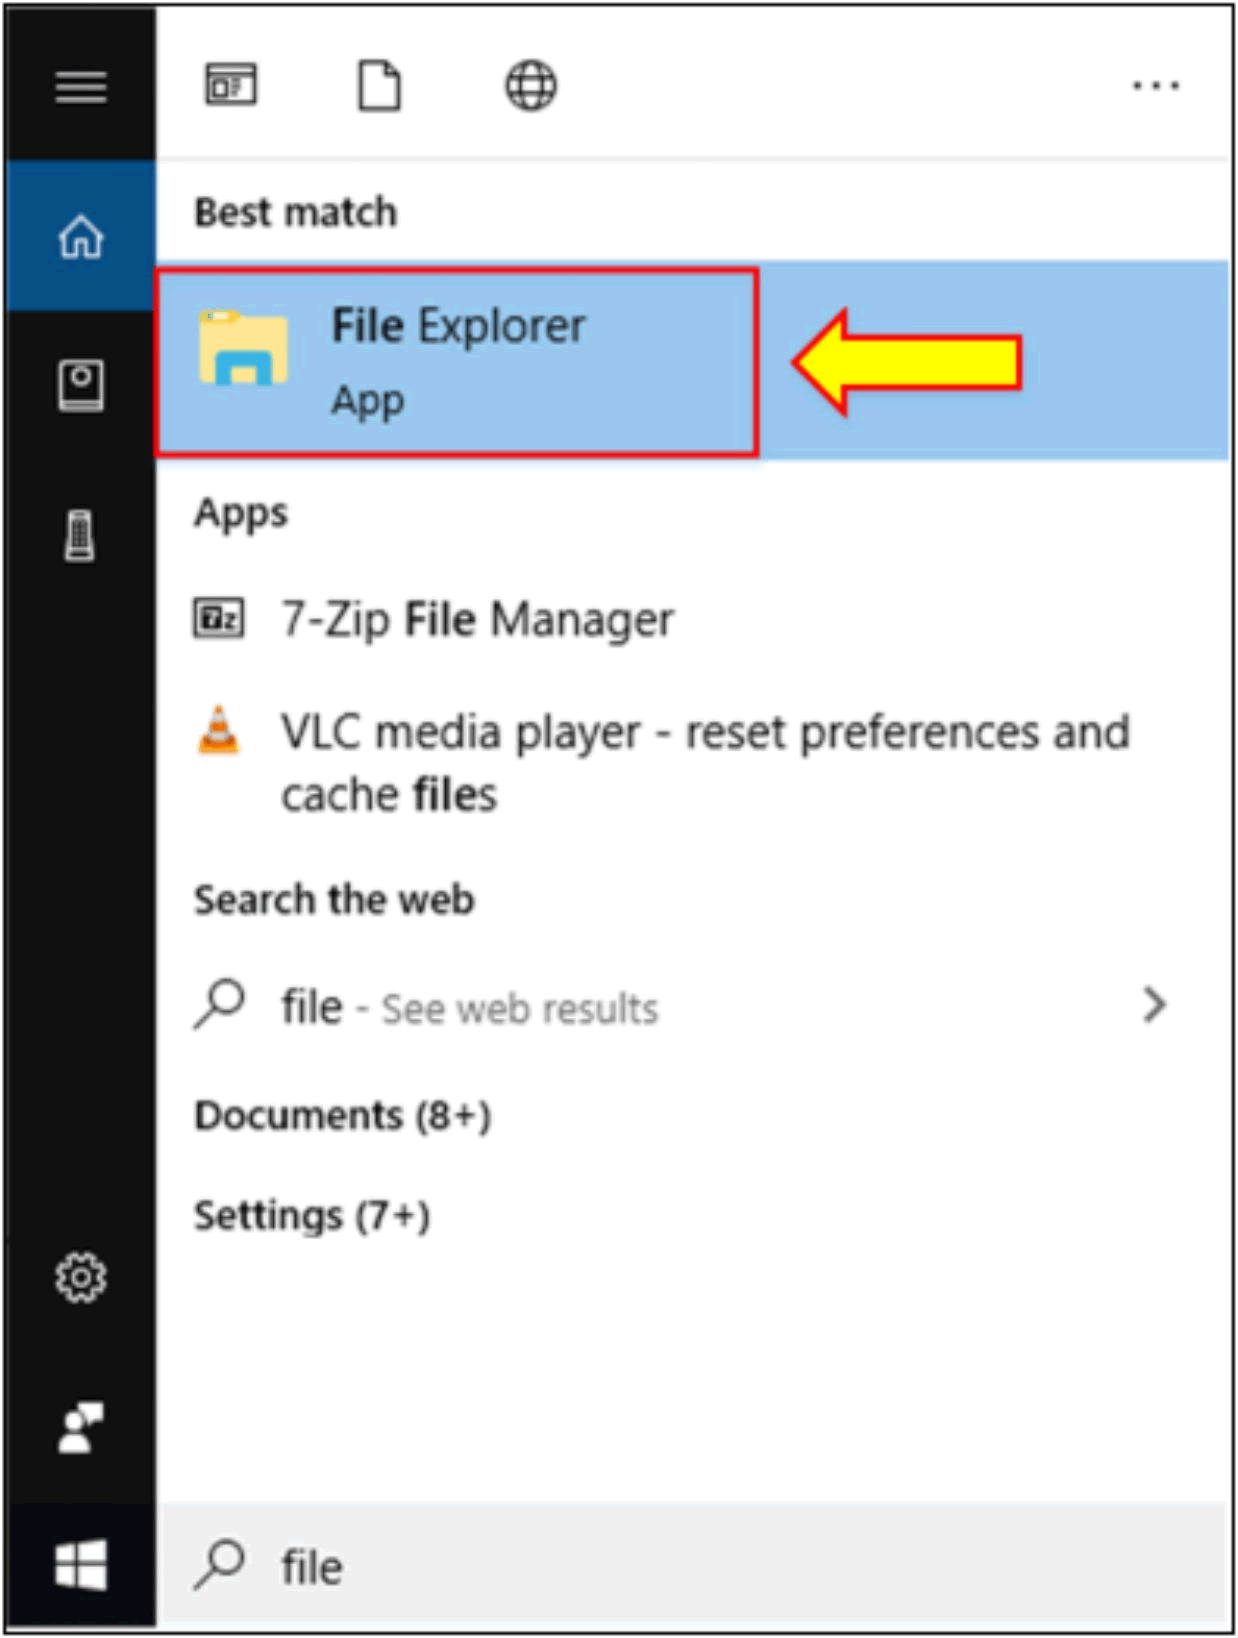 Best match
File Explorer
App
Apps
7-Zip File Manager
VLC media player - reset preferences and
cache files
Search the web
file - See web results
Documents (8+)
Settings (7+)
file